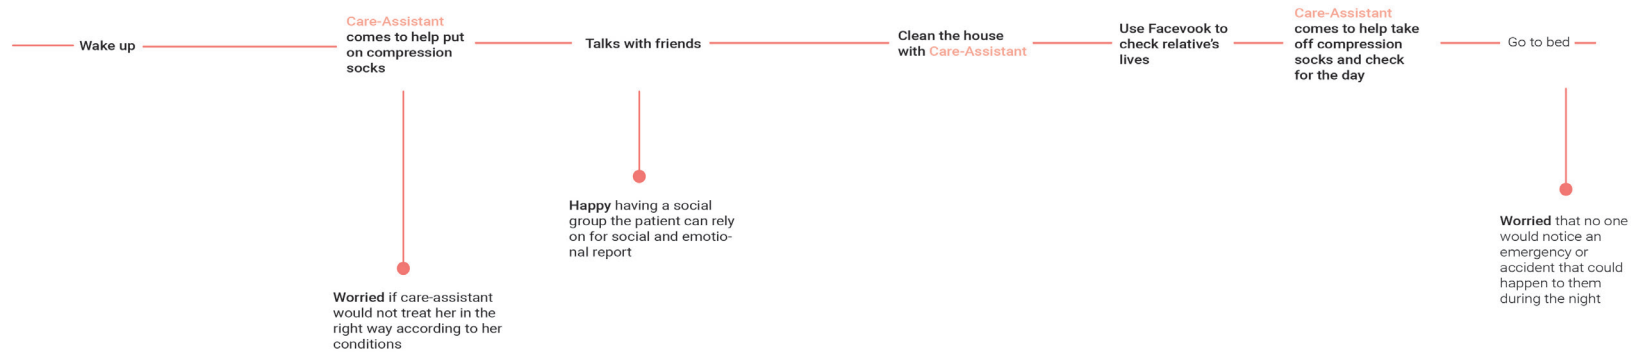 Wake up
Care-Assistant
comes to help put
on compression
socks
Talks with friends
Clean the house
with Care-Assistant
Use Facevook to
check relative's
lives
Care-Assistant
comes to help take
off compression
socks and check
for the day
Go to bed
Worried if care-assistant
would not treat her in the
right way according to her
conditions
Happy having a social
group the patient can rely
on for social and emotio-
nal report
Worried that no one
would notice an
emergency or
accident that could
happen to them
during the night